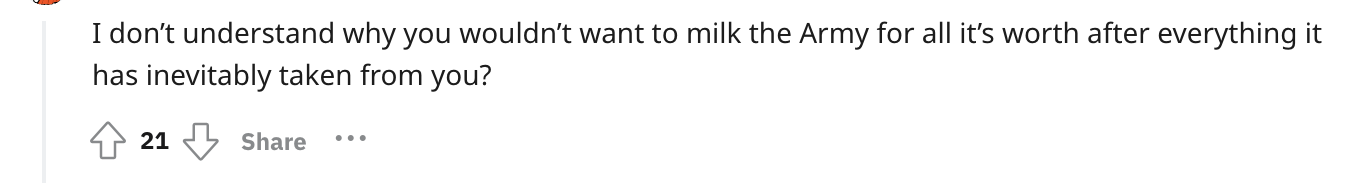 I don’t understand why you wouldn’t want to milk the Army for all it’s worth after everything it
has inevitably taken from you?
21 Share